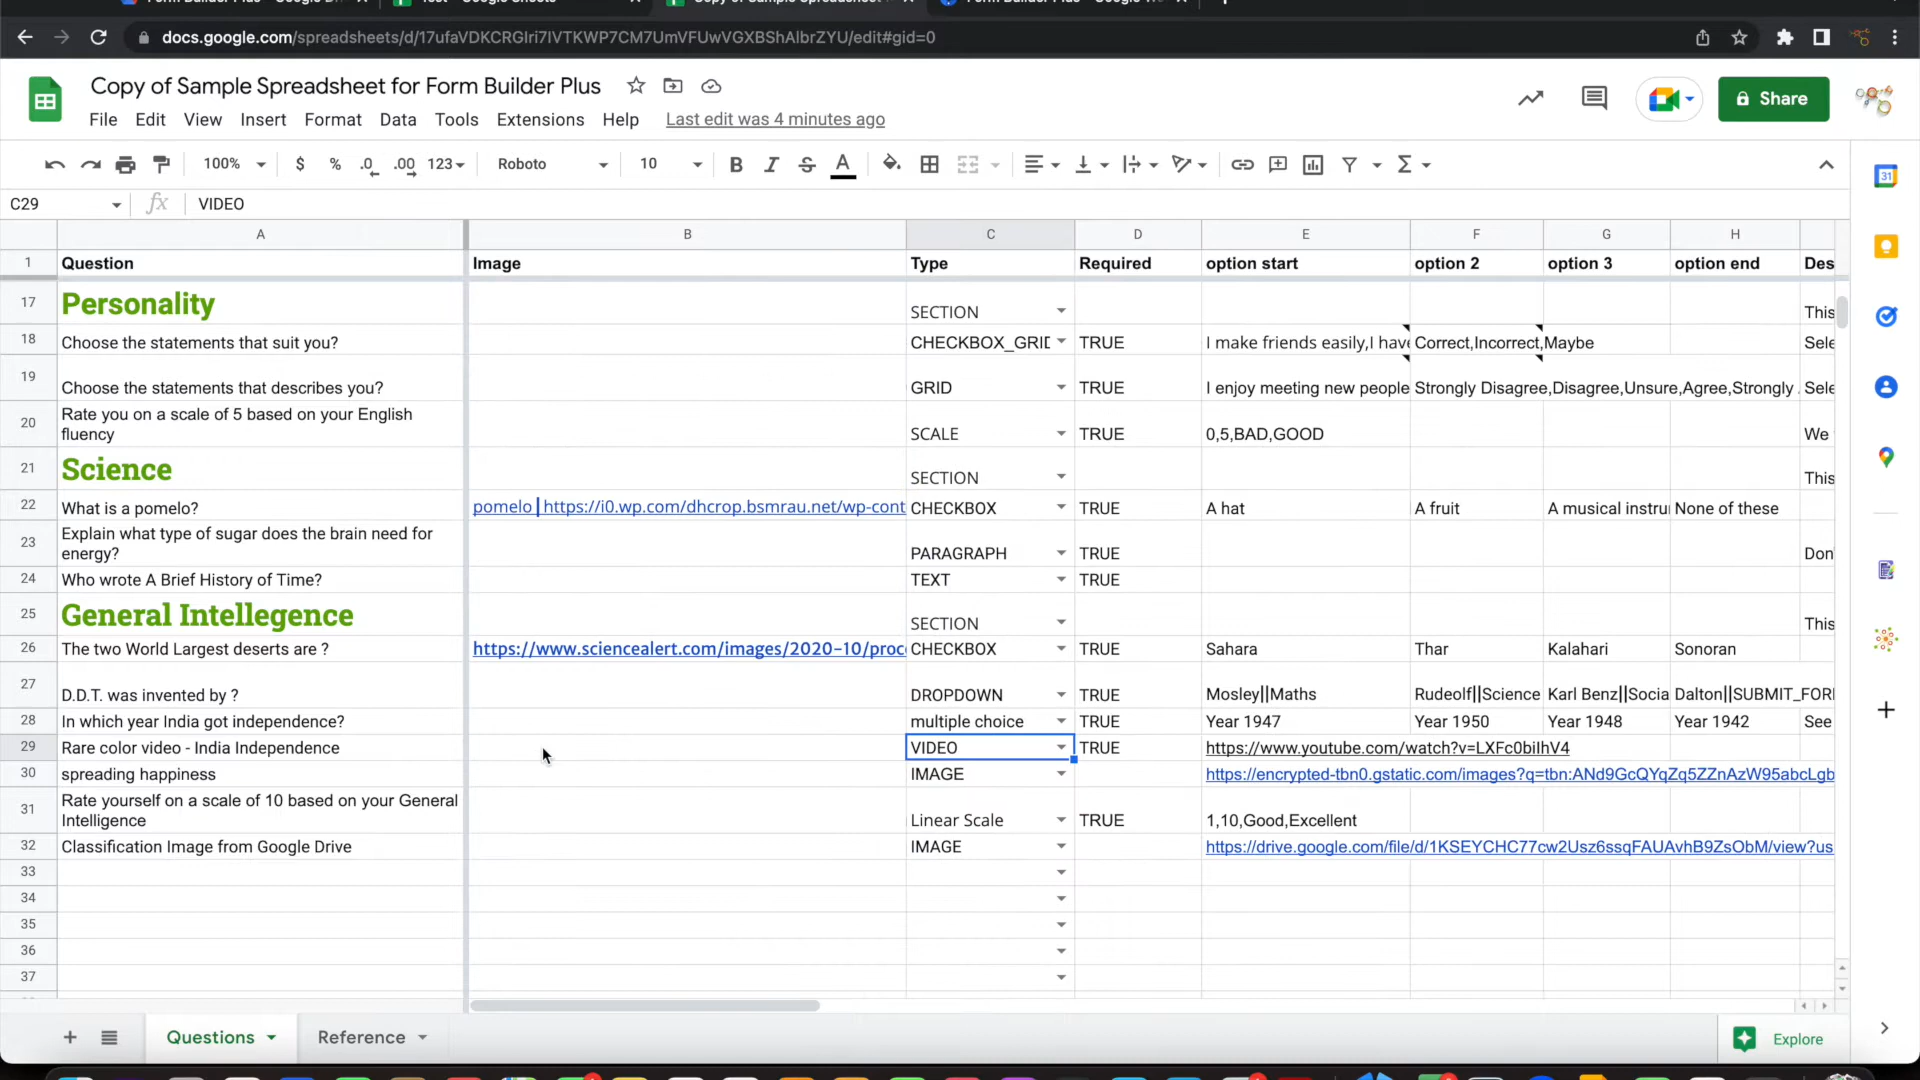 docs.google.com/spreadsheets/d/17ufaVDKCRGlri7IVTKWP7CM7UmVFUwVGXBShAlbrZYU/edit#gid=0
Copy of Sample Spreadsheet for Form Builder Plus
Share
File Edit View Insert Format Data Tools Extensions Help Last edit was 4 minutes ago
100% $ % .0 .00 123 Roboto 10 B I S A Σ
C29 fx VIDEO
31
A B C D E F G H
1 Question Image Type Required option start option 2 option 3 option end Des
17 Personality SECTION This
18 Choose the statements that suit you? CHECKBOX_GRID TRUE I make friends easily,I have Correct,Incorrect,Maybe Sele
19 Choose the statements that describes you? GRID TRUE I enjoy meeting new people Strongly Disagree,Disagree,Unsure,Agree,Strongly Sele
20 Rate you on a scale of 5 based on your English
fluency SCALE TRUE 0,5,BAD,GOOD We
21 Science SECTION This
22 What is a pomelo? pomelo | https://i0.wp.com/dhcrop.bsmrau.net/wp-cont CHECKBOX TRUE A hat A fruit A musical instru None of these
23 Explain what type of sugar does the brain need for
energy? PARAGRAPH TRUE Don
24 Who wrote A Brief History of Time? TEXT TRUE
25 General Intellegence SECTION This
26 The two World Largest deserts are ? https://www.sciencealert.com/images/2020-10/proc CHECKBOX TRUE Sahara Thar Kalahari Sonoran
27 D.D.T. was invented by ? DROPDOWN TRUE Mosley||Maths Rudeolf||Science Karl Benz||Socia Dalton||SUBMIT_FORM
28 In which year India got independence? multiple choice TRUE Year 1947 Year 1950 Year 1948 Year 1942 See
29 Rare color video - India Independence VIDEO TRUE https://www.youtube.com/watch?v=LXFc0biIhV4
30 spreading happiness IMAGE https://encrypted-tbn0.gstatic.com/images?q=tbn:ANd9GcQYqZq5ZZnAzW95abcLgb
31 Rate yourself on a scale of 10 based on your General
Intelligence Linear Scale TRUE 1,10,Good,Excellent
32 Classification Image from Google Drive IMAGE https://drive.google.com/file/d/1KSEYCHC77cw2Usz6ssqFAUAvhB9ZsObM/view?us
33
34
35
36
37
Questions Reference Explore